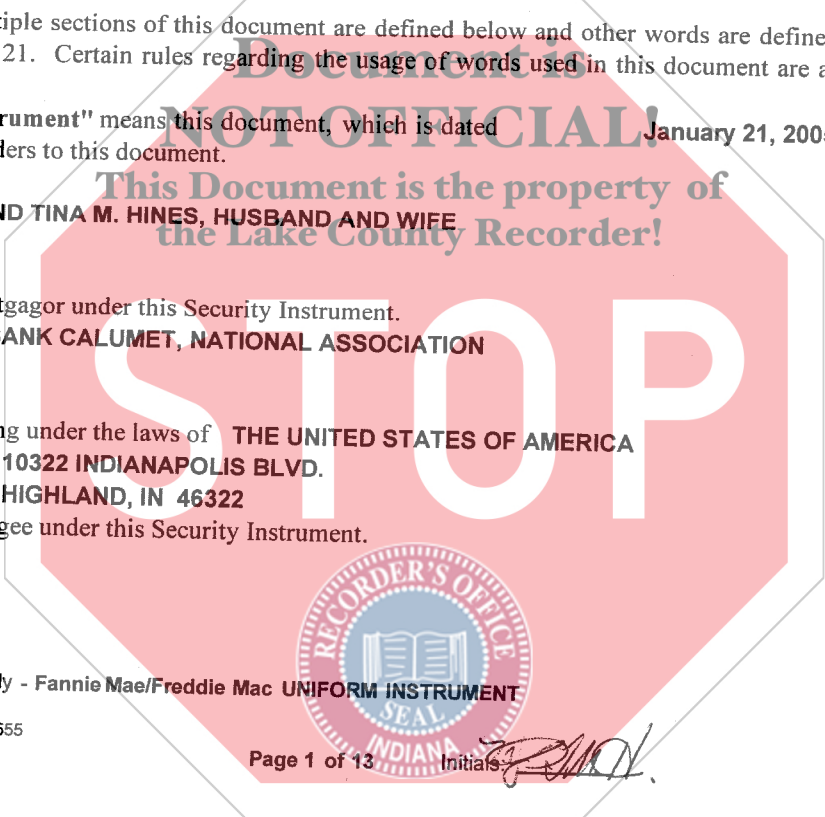 tiple sections of this document are defined below and other words are define
21. Certain rules regarding the usage of words used in this document are a
Document is
NOT OFFICIAL!
rument" means this document, which is dated January 21, 200
ders to this document.
This Document is the property of
the Lake County Recorder!
ND TINA M. HINES, HUSBAND AND WIFE
tgagor under this Security Instrument.
ANK CALUMET, NATIONAL ASSOCIATION
STOP
ng under the laws of THE UNITED STATES OF AMERICA
10322 INDIANAPOLIS BLVD.
HIGHLAND, IN 46322
gee under this Security Instrument.
RECORDER'S OFFICE
SEAL
INDIANA
ly - Fannie Mae/Freddie Mac UNIFORM INSTRUMENT
555
Page 1 of 13 Initials: